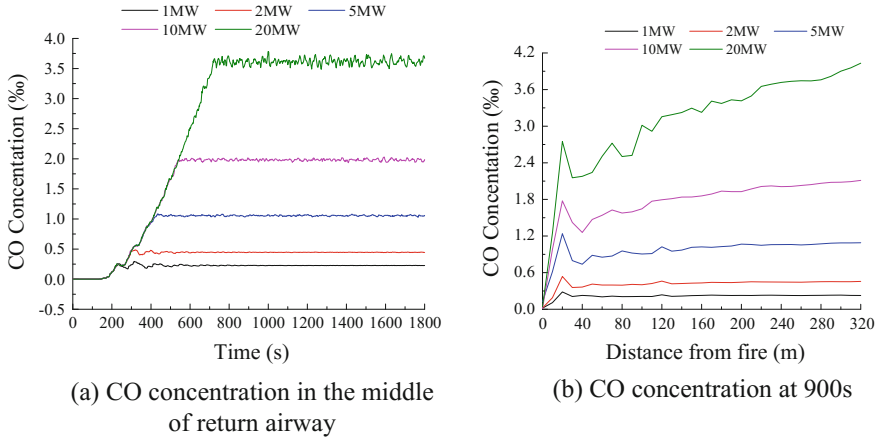 1MW 2MW 5MW
10MW 20MW
4.0
3.5
3.0
2.5
2.0
1.5
1.0
0.5
0.0
-0.5
CO Concentation (‰)
0 200 400 600 800 1000 1200 1400 1600 1800
Time (s)
(a) CO concentration in the middle
of return airway
1MW 2MW 5MW
10MW 20MW
4.2
3.6
3.0
2.4
1.8
1.2
0.6
0.0
CO Concentation (‰)
0 40 80 120 160 200 240 280 320
Distance from fire (m)
(b) CO concentration at 900s